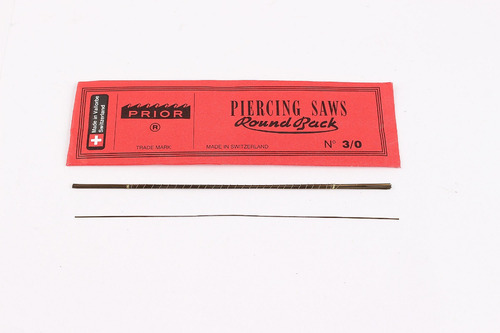 Made in Vallorbe
Switzerland
PRIOR
®
TRADE MARK
MADE IN SWITZERLAND
PIERCING SAWS
Round Back
N° 3/0